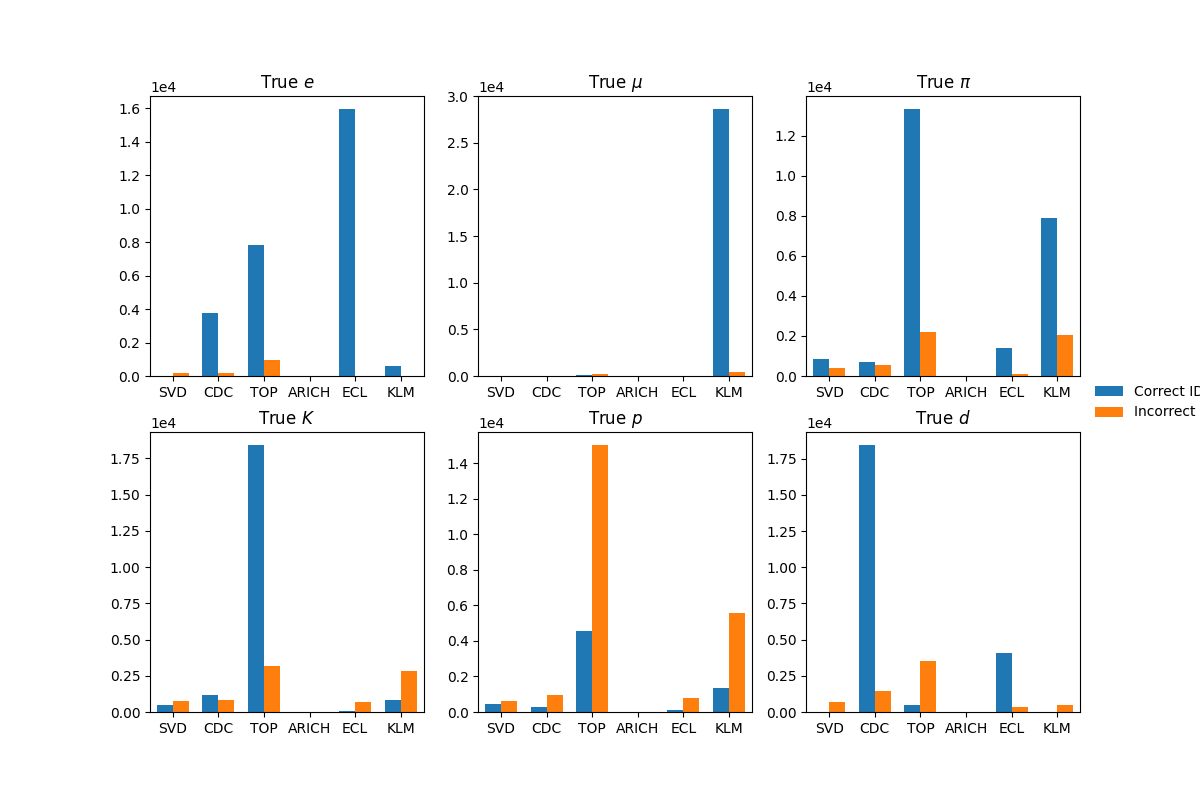 True e
1e4
1.6
1.4
1.2
1.0
0.8
0.6
0.4
0.2
0.0
SVD CDC TOP ARICH ECL KLM
True μ
1e4
3.0
2.5
2.0
1.5
1.0
0.5
0.0
SVD CDC TOP ARICH ECL KLM
True π
1e4
1.2
1.0
0.8
0.6
0.4
0.2
0.0
SVD CDC TOP ARICH ECL KLM
Correct ID
Incorrect
True K
1e4
1.75
1.50
1.25
1.00
0.75
0.50
0.25
0.00
SVD CDC TOP ARICH ECL KLM
True p
1e4
1.4
1.2
1.0
0.8
0.6
0.4
0.2
0.0
SVD CDC TOP ARICH ECL KLM
True d
1e4
1.75
1.50
1.25
1.00
0.75
0.50
0.25
0.00
SVD CDC TOP ARICH ECL KLM